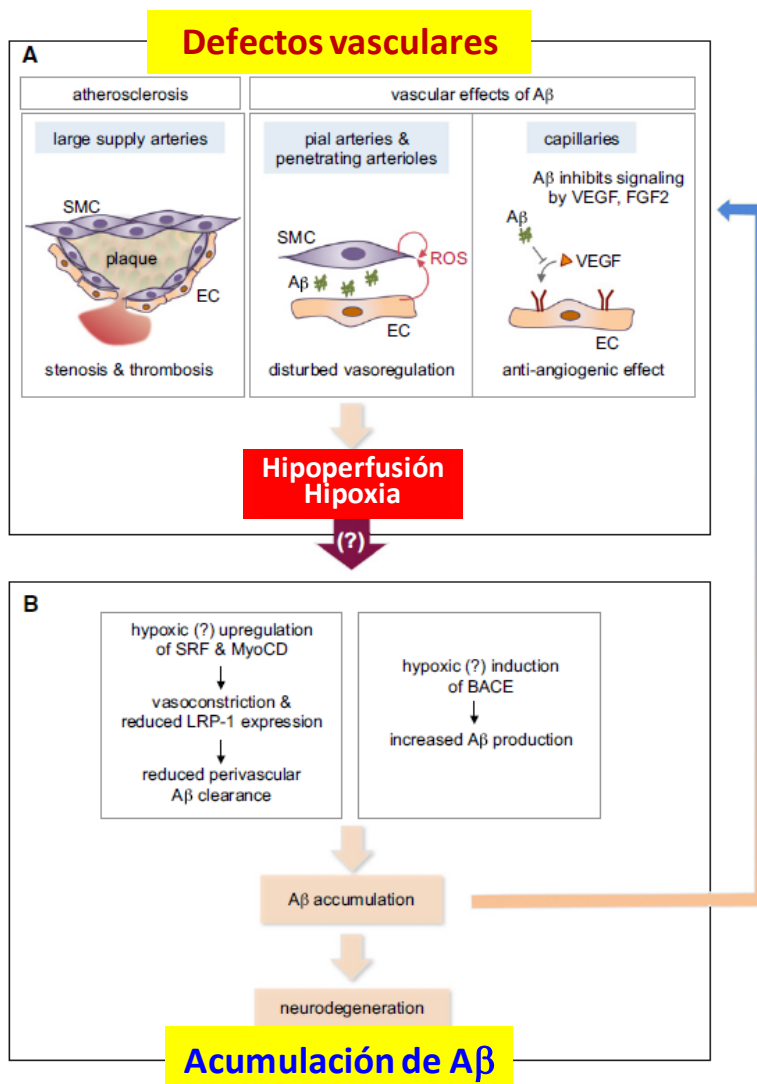 Defectos vasculares
A
atherosclerosis
vascular effects of Aβ
large supply arteries
SMC
plaque
EC
stenosis & thrombosis
pial arteries &
penetrating arterioles
SMC
ROS
Aβ
EC
disturbed vasoregulation
capillaries
Aβ inhibits signaling
by VEGF, FGF2
Aβ
VEGF
EC
anti-angiogenic effect
Hipoperfusión
Hipoxia
(?)
B
hypoxic (?) upregulation
of SRF & MyoCD
vasoconstriction &
reduced LRP-1 expression
reduced perivascular
Aβ clearance
hypoxic (?) induction
of BACE
increased Aβ production
Aβ accumulation
neurodegeneration
Acumulación de Aβ